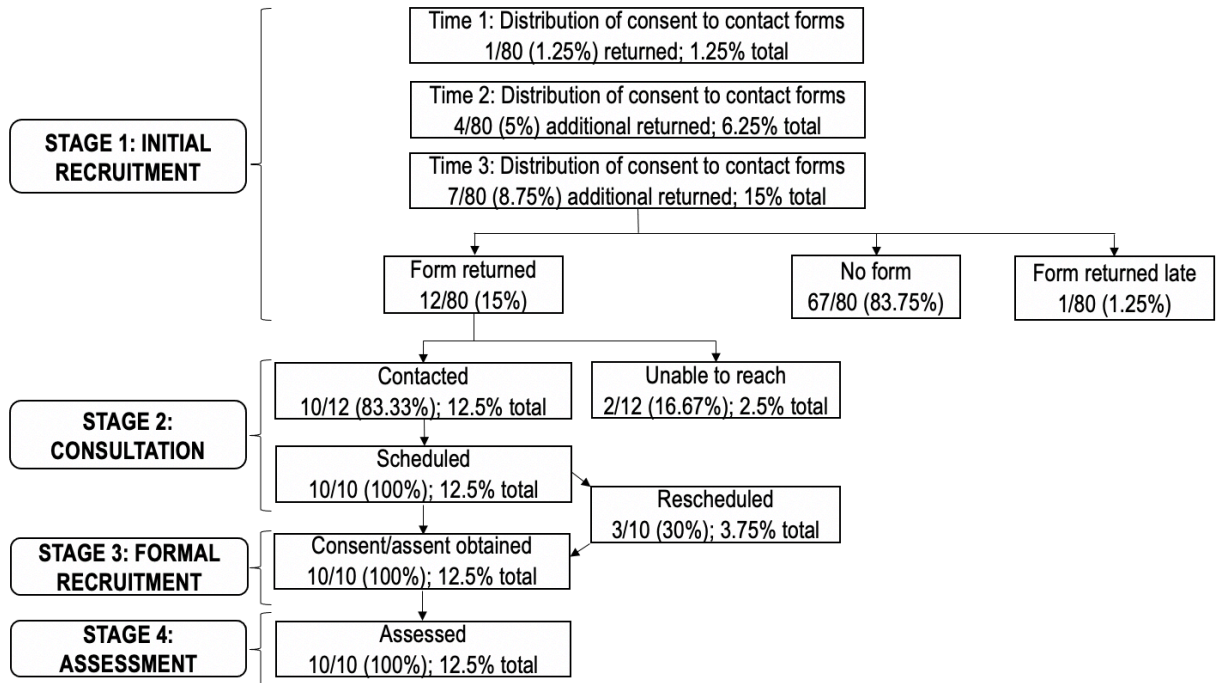 Time 1: Distribution of consent to contact forms
1/80 (1.25%) returned; 1.25% total
Time 2: Distribution of consent to contact forms
4/80 (5%) additional returned; 6.25% total
STAGE 1: INITIAL
RECRUITMENT
Time 3: Distribution of consent to contact forms
7/80 (8.75%) additional returned; 15% total
Form returned
12/80 (15%)
No form
67/80 (83.75%)
Form returned late
1/80 (1.25%)
Contacted
10/12 (83.33%); 12.5% total
Unable to reach
2/12 (16.67%); 2.5% total
STAGE 2:
CONSULTATION
Scheduled
10/10 (100%); 12.5% total
Rescheduled
3/10 (30%); 3.75% total
STAGE 3: FORMAL
RECRUITMENT
Consent/assent obtained
10/10 (100%); 12.5% total
STAGE 4:
ASSESSMENT
Assessed
10/10 (100%); 12.5% total